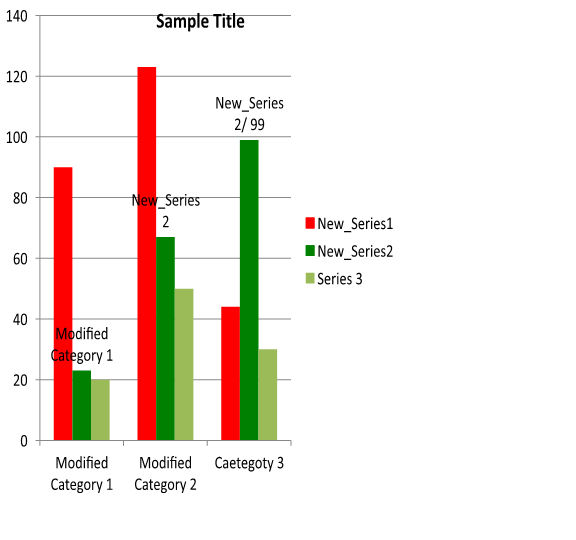 Sample Title
140
120
100
80
60
40
20
0
New_Series
2/ 99
New_Series
2
Modified
Category 1
New_Series1
New_Series2
Series 3
Modified
Category 1
Modified
Category 2
Caetegoty 3